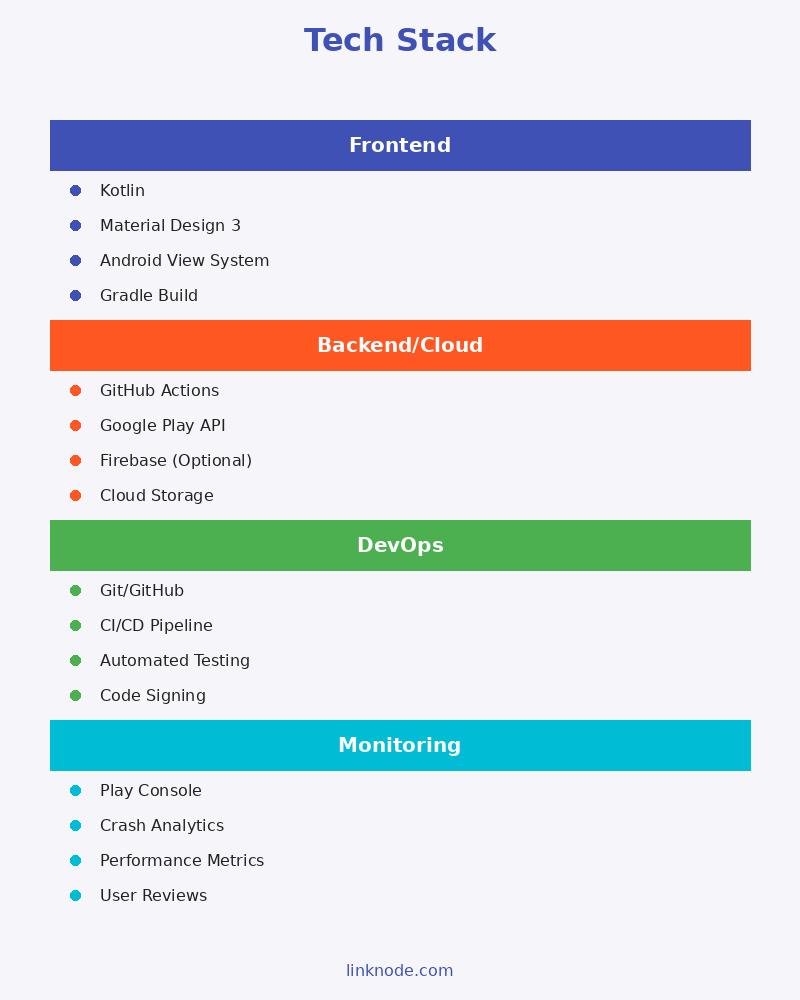 Tech Stack
Frontend
Kotlin
Material Design 3
Android View System
Gradle Build
Backend/Cloud
GitHub Actions
Google Play API
Firebase (Optional)
Cloud Storage
DevOps
Git/GitHub
CI/CD Pipeline
Automated Testing
Code Signing
Monitoring
Play Console
Crash Analytics
Performance Metrics
User Reviews
linknode.com